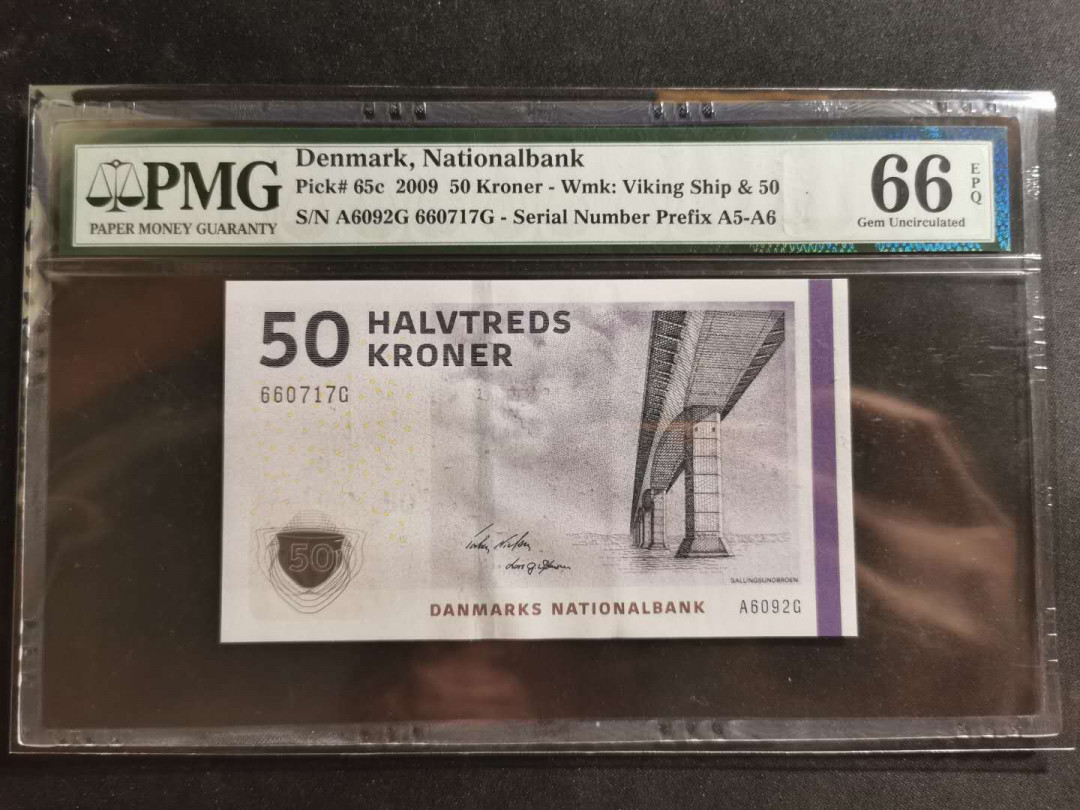 PMG
PAPER MONEY GUARANTY
Denmark, Nationalbank
Pick# 65c 2009 50 Kroner - Wmk: Viking Ship & 50
S/N A6092G 660717G - Serial Number Prefix A5-A6
66
EPQ
Gem Uncirculated
50 HALVTREDS
KRONER
660717G
50
SALLINGSUNDBROEN
DANMARKS NATIONALBANK
A6092G